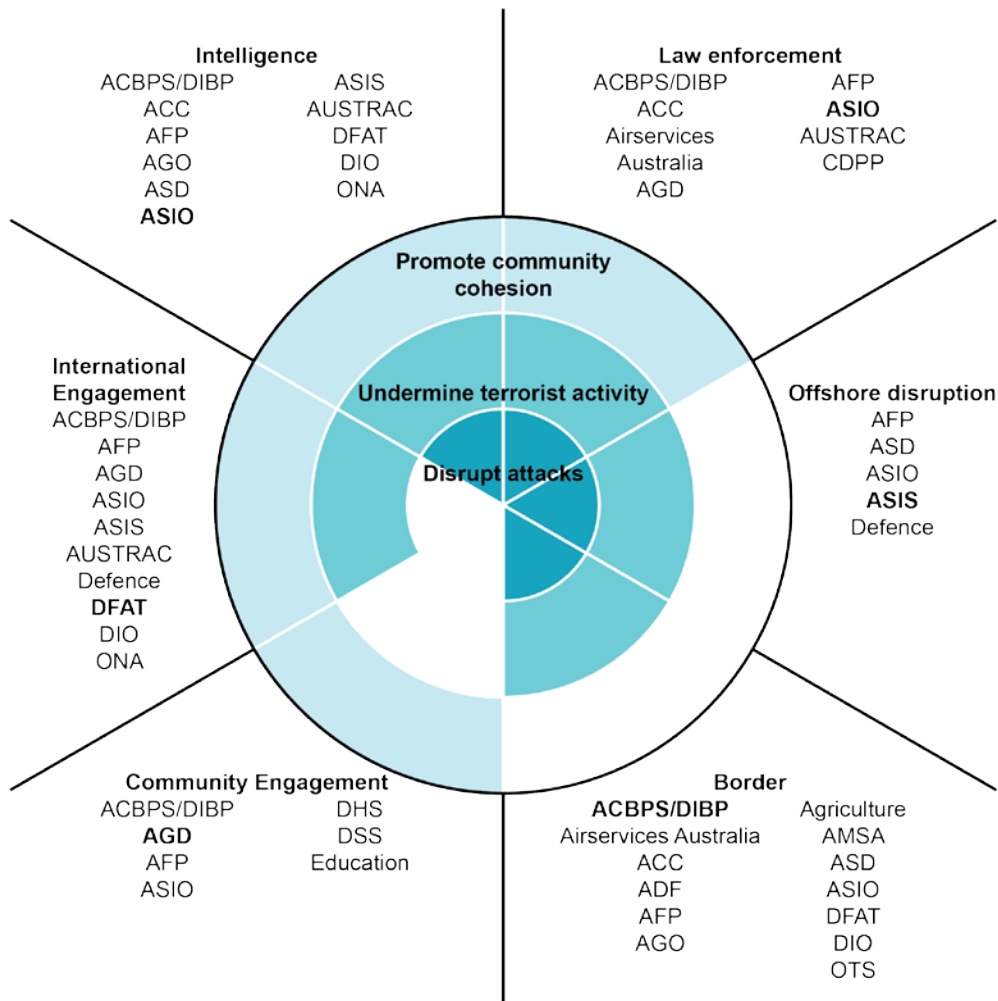 Intelligence
ACBPS/DIBP
ACC
AFP
AGO
ASD
ASIO
ASIS
AUSTRAC
DFAT
DIO
ONA
Law enforcement
ACBPS/DIBP
ACC
Airservices
Australia
AGD
AFP
ASIO
AUSTRAC
CDPP
Promote community
cohesion
Undermine terrorist activity
Disrupt attacks
International
Engagement
ACBPS/DIBP
AFP
AGD
ASIO
ASIS
AUSTRAC
Defence
DFAT
DIO
ONA
Offshore disruption
AFP
ASD
ASIO
ASIS
Defence
Community Engagement
ACBPS/DIBP
AGD
AFP
ASIO
DHS
DSS
Education
Border
ACBPS/DIBP
Airservices Australia
ACC
ADF
AFP
AGO
Agriculture
AMSA
ASD
ASIO
DFAT
DIO
OTS